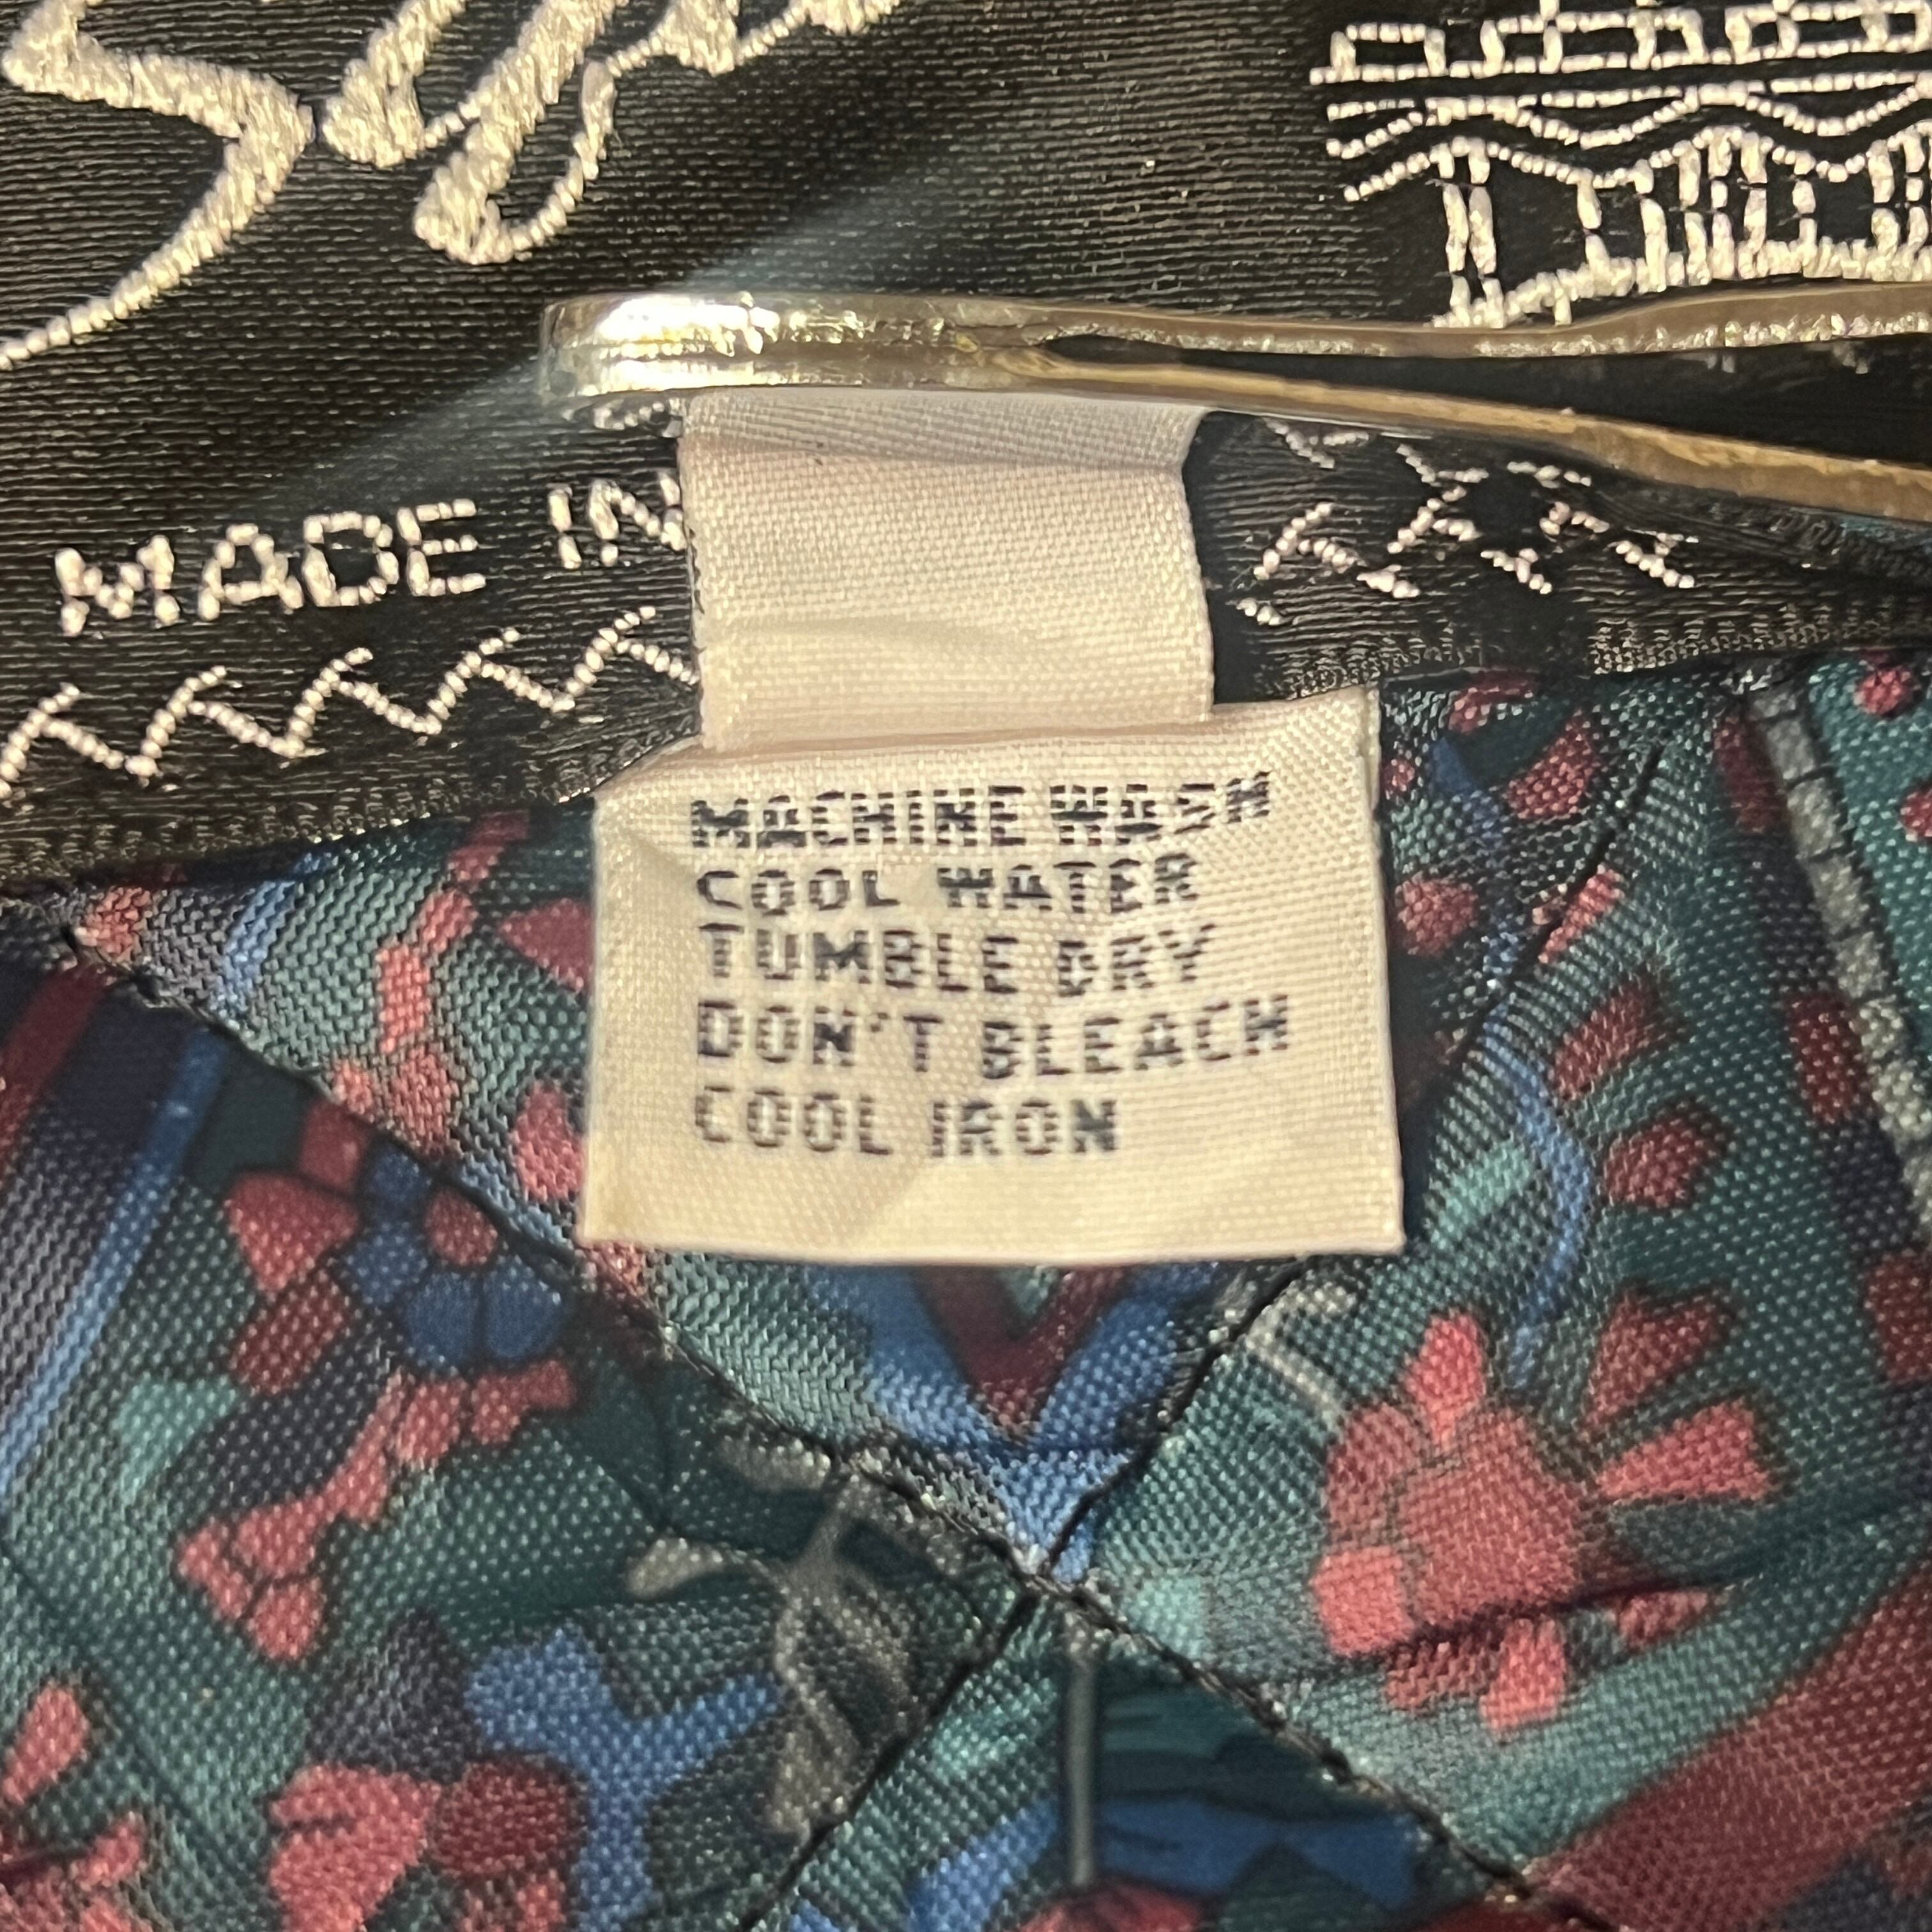 MADE IN
MACHINE WASH
COOL WATER
TUMBLE DRY
DON'T BLEACH
COOL IRON